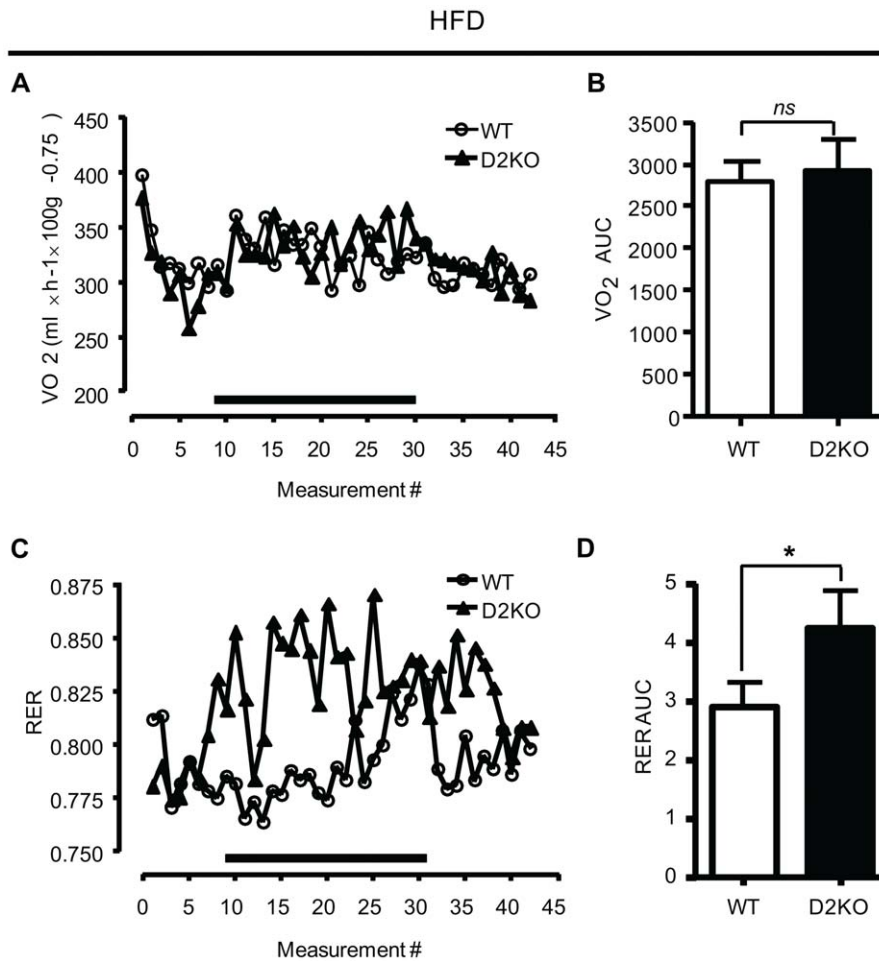 HFD
A
VO 2 (ml ×h-1×100g -0.75 )
450
400
350
300
250
200
WT
D2KO
0 5 10 15 20 25 30 35 40 45
Measurement #
B
VO2 AUC
3500
3000
2500
2000
1500
1000
500
0
ns
WT D2KO
C
RER
0.875
0.850
0.825
0.800
0.775
0.750
WT
D2KO
0 5 10 15 20 25 30 35 40 45
Measurement #
D
RER AUC
5
4
3
2
1
0
*
WT D2KO